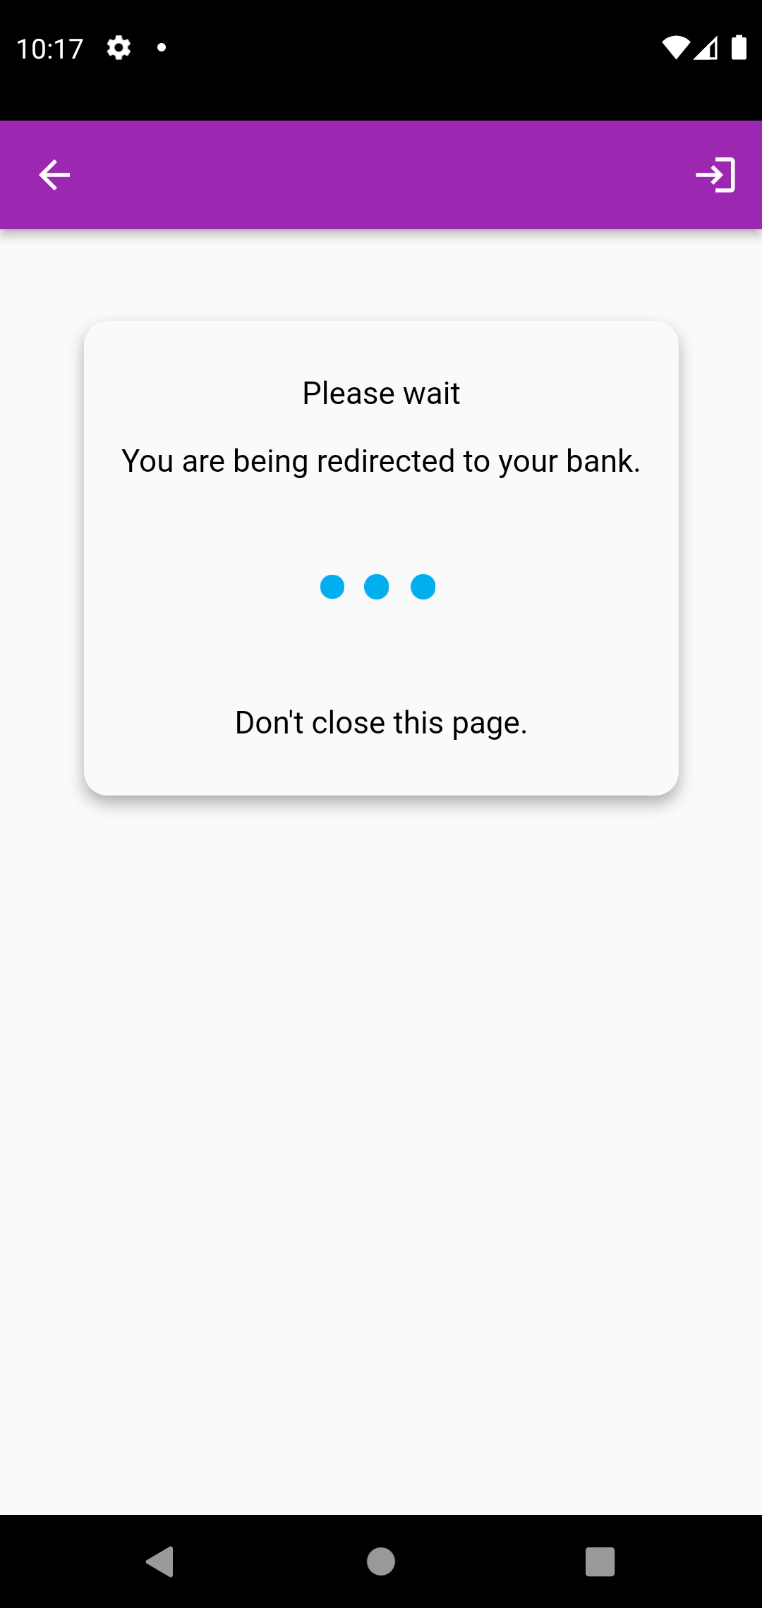 10:17
Please wait
You are being redirected to your bank.
Don't close this page.